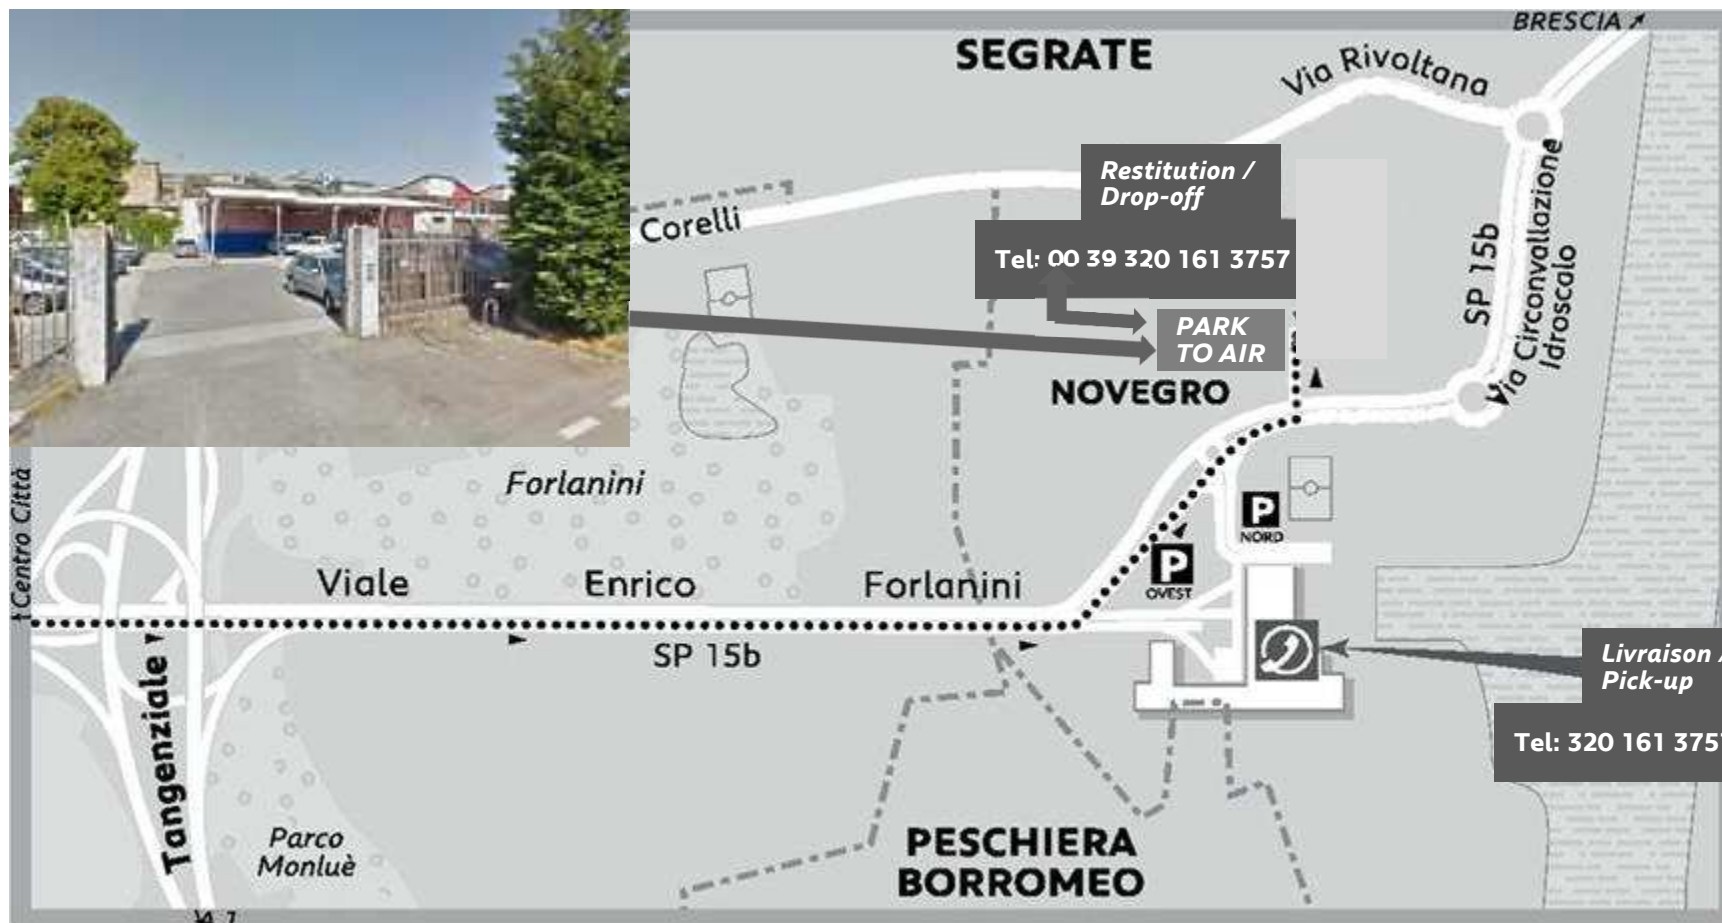 BRESCIA
SEGRATE
Via Rivoltana
Restitution /
Drop-off
Corelli
Tel: 00 39 320 161 3757
SP 15b
Via Circonvallazione
Idroscalo
PARK
TO AIR
NOVEGRO
Centro Città
Forlanini
P
NORD
P
OVEST
Viale Enrico Forlanini
SP 15b
Tangenziale
Livraison /
Pick-up
Tel: 320 161 375
Parco
Monluè
PESCHIERA
BORROMEO